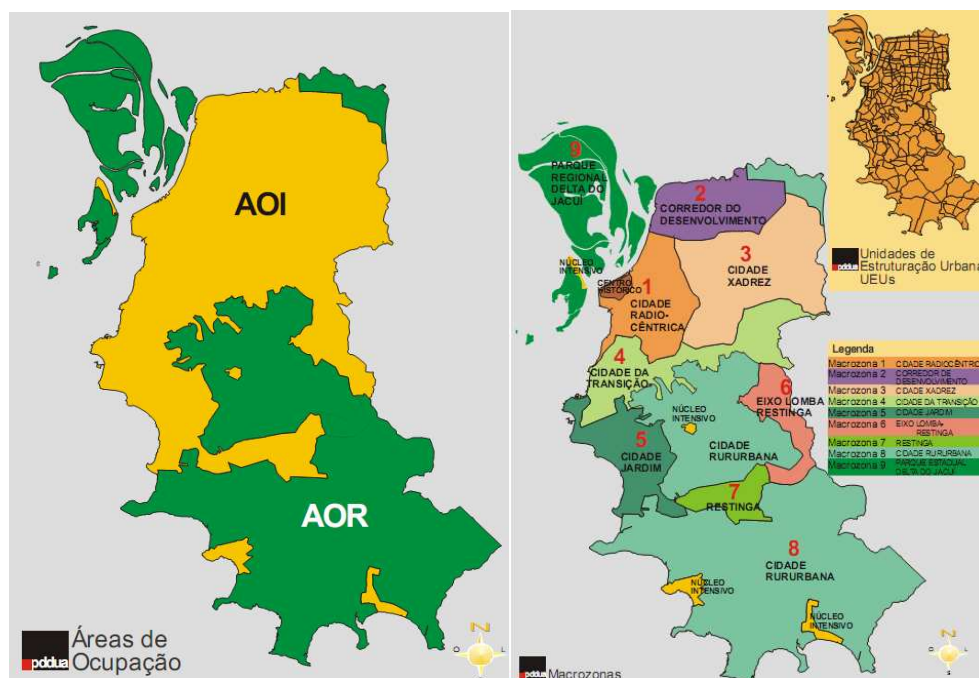 AOI
AOR
pddua
Áreas de
Ocupação
N
O
L
S
9
PARQUE
REGIONAL
DELTA DO
JACUÍ
2
CORREDOR DO
DESENVOLVIMENTO
NÚCLEO
INTENSIVO
CENTRO
HISTÓRICO
1
CIDADE
RADIO-
CÊNTRICA
3
CIDADE
XADREZ
4
CIDADE DA
TRANSIÇÃO
6
EIXO LOMBA
RESTINGA
NÚCLEO
INTENSIVO
CIDADE
RURURBANA
5
CIDADE
JARDIM
7
RESTINGA
8
CIDADE
RURURBANA
NÚCLEO
INTENSIVO
NÚCLEO
INTENSIVO
pddua
Macrozonas
N
O
L
S
pddua
Unidades de
Estruturação Urbana
UEUs
Legenda
Macrozona 1 CIDADE RADIOCÊNTRIC
Macrozona 2 CORREDOR DE
DESENVOLVIMENTO
Macrozona 3 CIDADE XADREZ
Macrozona 4 CIDADE DA TRANSIÇÃO
Macrozona 5 CIDADE JARDIM
Macrozona 6 EIXO LOMBA-
RESTINGA
Macrozona 7 RESTINGA
Macrozona 8 CIDADE RURURBANA
Macrozona 9 PARQUE ESTADUAL
DELTA DO JACUÍ